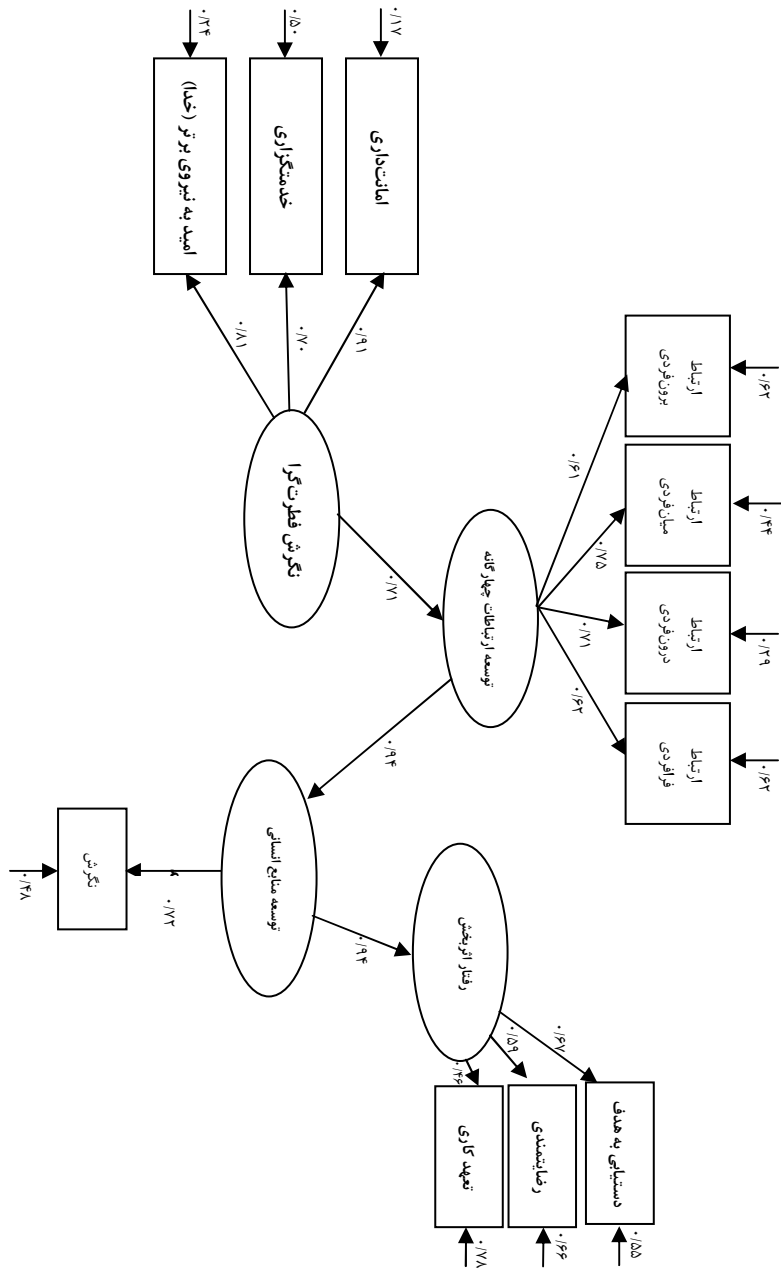 ۰/۳۴
۰/۵۰
۰/۱۷
امید به نیروی برتر (خدا)
خدمتگزاری
امانت‌داری
۰/۸۱
۰/۷۰
۰/۹۱
نگرش فطرت‌گرا
۰/۷۱
۰/۶۲
۰/۴۴
۰/۲۹
۰/۶۲
ارتباط
برون‌فردی
ارتباط
میان‌فردی
ارتباط
درون‌فردی
ارتباط
فرافردی
۰/۶۱
۰/۷۵
۰/۷۱
۰/۶۲
توسعه ارتباطات چهارگانه
۰/۹۴
توسعه منابع انسانی
۰/۷۲
نگرش
۰/۴۸
۰/۹۴
رفتار اثربخش
۰/۶۷
۰/۵۹
۰/۴۶
دستیابی به هدف
رضایتمندی
تعهد کاری
۰/۵۵
۰/۶۶
۰/۷۸